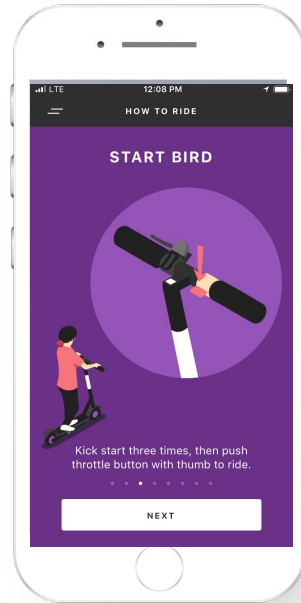 LTE 12:08 PM
HOW TO RIDE
START BIRD
Kick start three times, then push
throttle button with thumb to ride.
NEXT